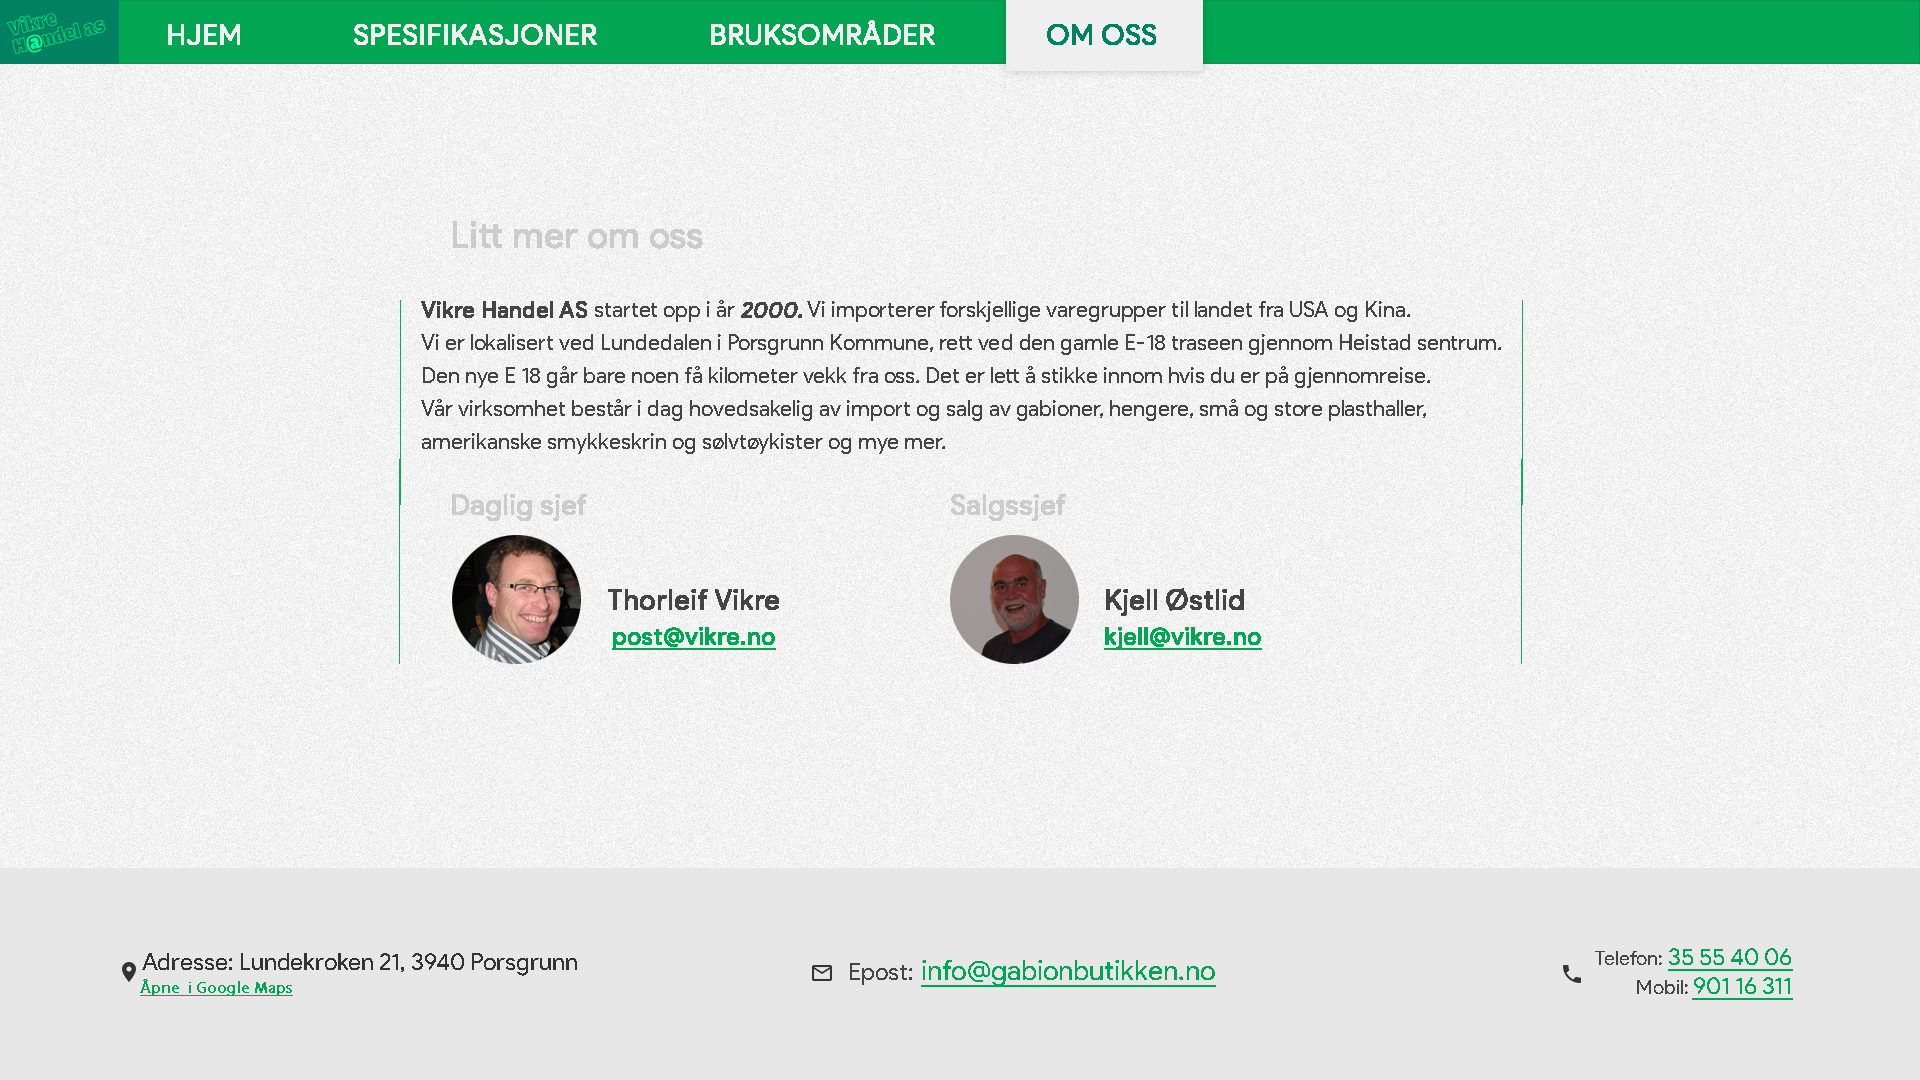 Vikre
H@ndel as
HJEM
SPESIFIKASJONER
BRUKSOMRÅDER
OM OSS
Litt mer om oss
Vikre Handel AS startet opp i år 2000. Vi importerer forskjellige varegrupper til landet fra USA og Kina.
Vi er lokalisert ved Lundedalen i Porsgrunn Kommune, rett ved den gamle E-18 traseen gjennom Heistad sentrum.
Den nye E 18 går bare noen få kilometer vekk fra oss. Det er lett å stikke innom hvis du er på gjennomreise.
Vår virksomhet består i dag hovedsakelig av import og salg av gabioner, hengere, små og store plasthaller,
amerikanske smykkeskrin og sølvtøykister og mye mer.
Daglig sjef
Thorleif Vikre
post@vikre.no
Salgssjef
Kjell Østlid
kjell@vikre.no
Adresse: Lundekroken 21, 3940 Porsgrunn
Åpne i Google Maps
Epost: info@gabionbutikken.no
Telefon: 35 55 40 06
Mobil: 901 16 311